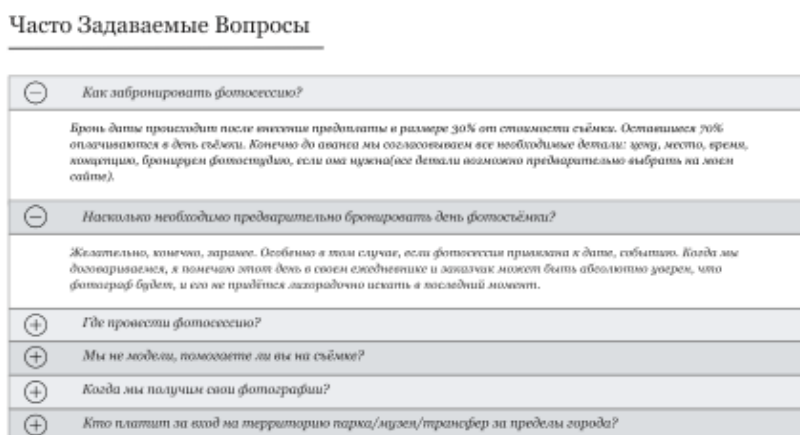 Часто Задаваемые Вопросы
Как забронировать фотосессию?
Бронь даты происходит после внесения предоплаты в размере 30% от стоимости съёмки. Оставшиеся 70%
оплачиваются в день съёмки. Конечно до аванса мы согласовываем все необходимые детали: цену, место, время,
концепцию, бронируем фотостудию, если она нужна(все детали возможно предварительно выбрать на моем
сайте).
Насколько необходимо предварительно бронировать день фотосъёмки?
Желательно, конечно, заранее. Особенно в том случае, если фотосессия привязана к дате, событию. Когда мы
договариваемся, я помечаю этот день в своем ежедневнике и заказчик может быть абсолютно уверен, что
фотограф будет, и его не придётся лихорадочно искать в последний момент.
Где провести фотосессию?
Мы не модели, помогаете ли вы на съёмке?
Когда мы получим свои фотографии?
Кто платит за вход на территорию парка/музея/трансфер за пределы города?